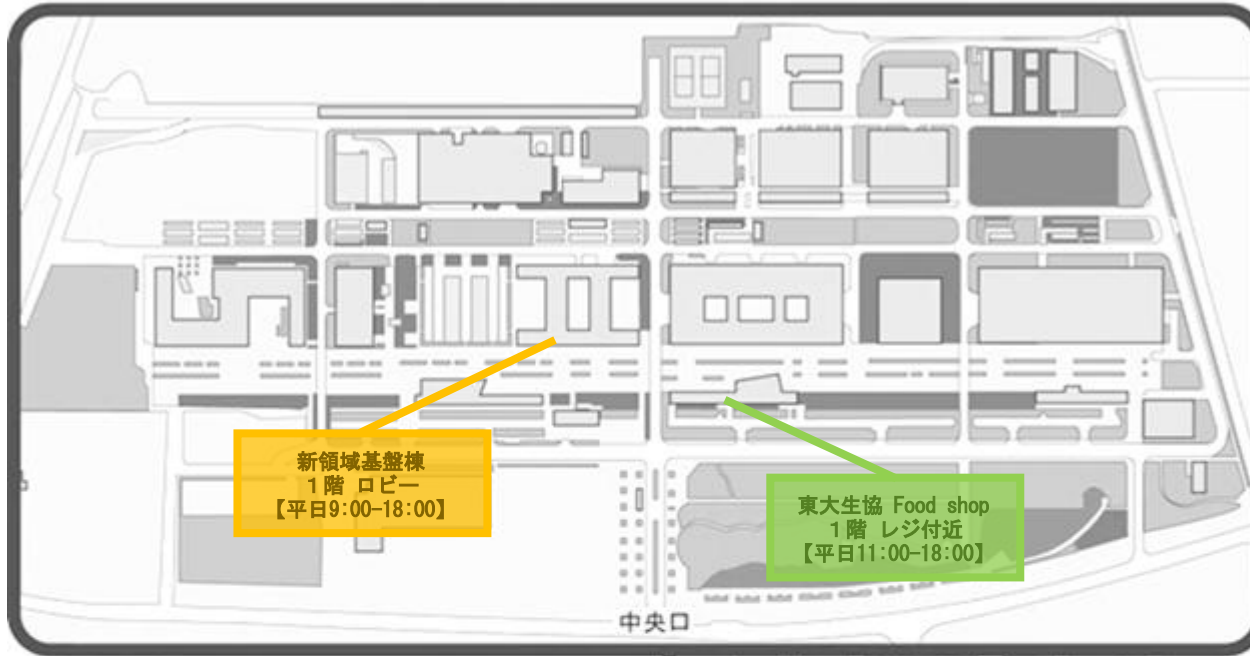 新領域基盤棟
1階 ロビー
【平日9:00-18:00】
東大生協 Food shop
1階 レジ付近
【平日11:00-18:00】
中央口